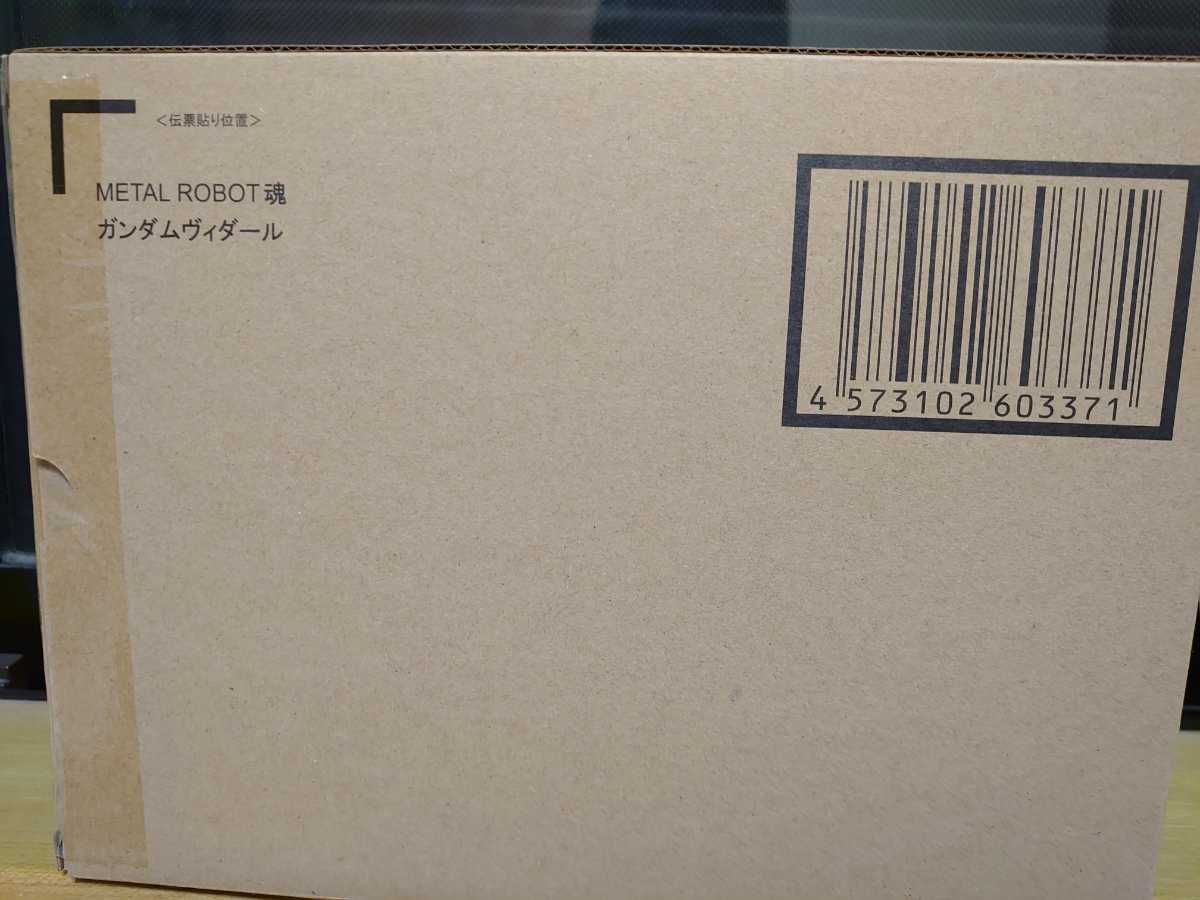 ＜伝票貼り位置＞
METAL ROBOT魂
ガンダムヴィダール
4 573102 603371